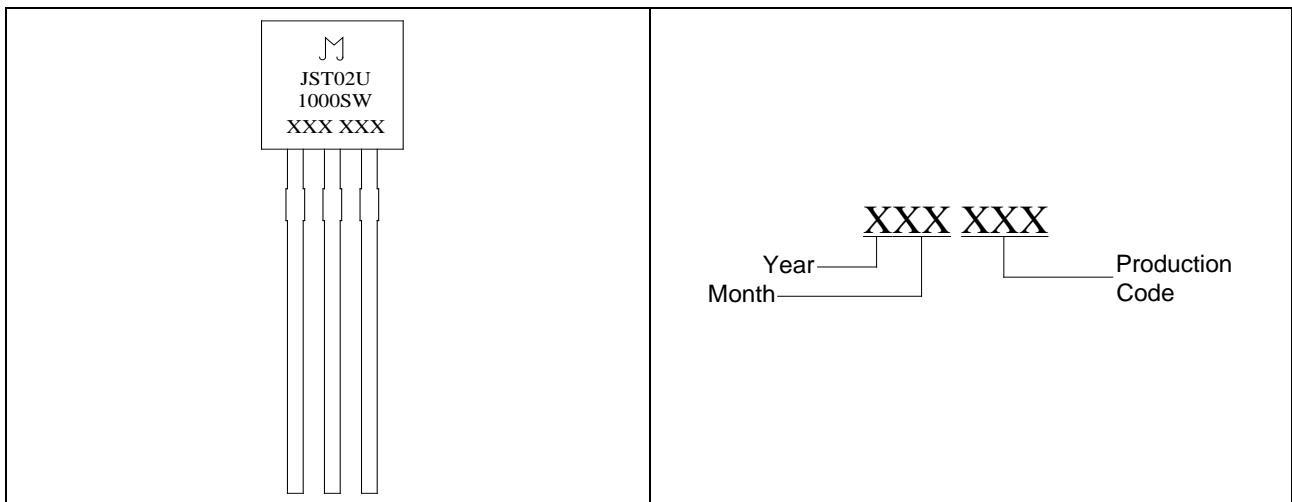 JST02U
1000SW
XXX XXX
XXX XXX
Year
Month
Production
Code